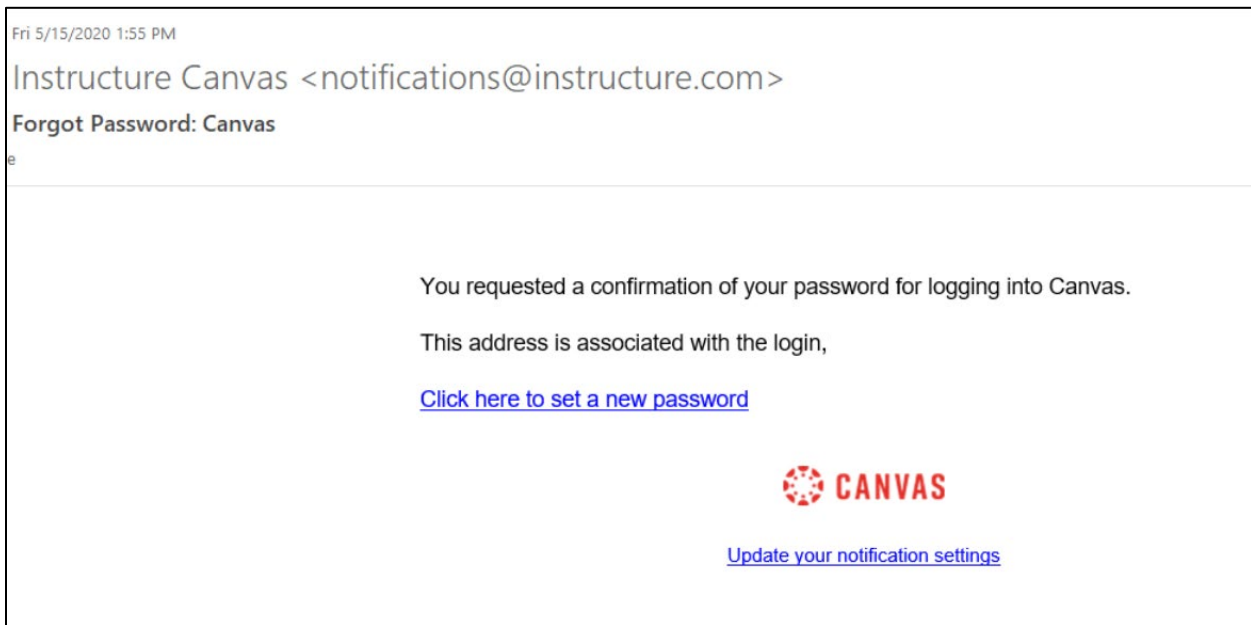 Fri 5/15/2020 1:55 PM
Instructure Canvas <notifications@instructure.com>
Forgot Password: Canvas
e
You requested a confirmation of your password for logging into Canvas.
This address is associated with the login,
Click here to set a new password
CANVAS
Update your notification settings